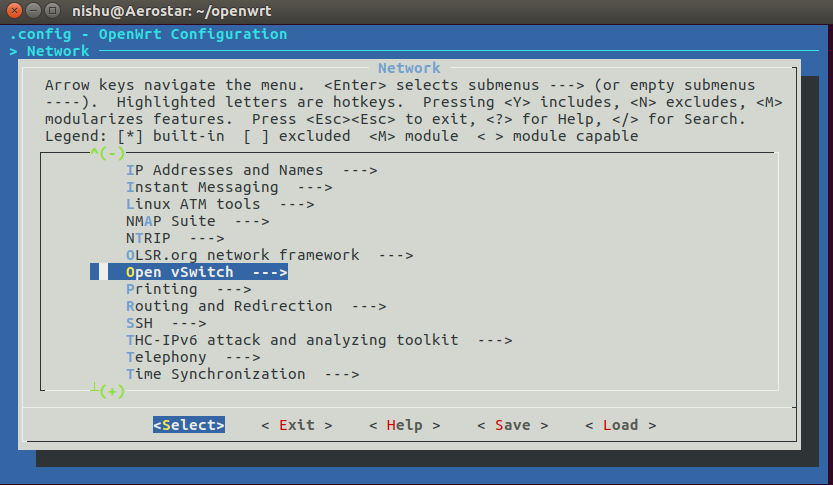 nishu@Aerostar: ~/openwrt
.config - OpenWrt Configuration
> Network
Network
Arrow keys navigate the menu.  <Enter> selects submenus ---> (or empty submenus
----).  Highlighted letters are hotkeys.  Pressing <Y> includes, <N> excludes, <M>
modularizes features.  Press <Esc><Esc> to exit, <?> for Help, </> for Search.
Legend: [*] built-in  [ ] excluded  <M> module  < > module capable
^(-)
IP Addresses and Names  --->
Instant Messaging  --->
Linux ATM tools  --->
NMAP Suite  --->
NTRIP  --->
OLSR.org network framework  --->
Open vSwitch  --->
Printing  --->
Routing and Redirection  --->
SSH  --->
THC-IPv6 attack and analyzing toolkit  --->
Telephony  --->
Time Synchronization  --->
┴(+)
<Select>    < Exit >    < Help >    < Save >    < Load >